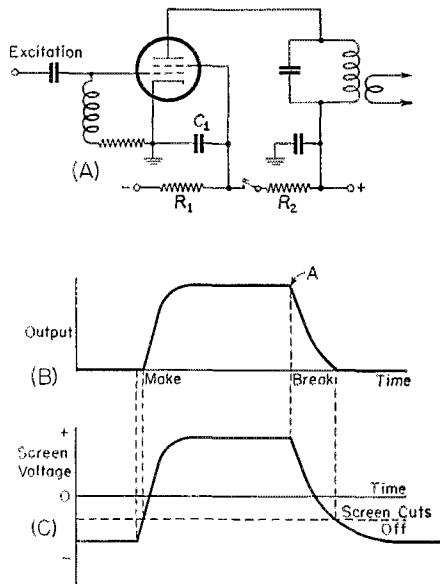 Excitation
C1
(A)
−
R1
R2
+
A
Output
(B)
Make
Break
Time
+
Screen
Voltage
0
Time
(C)
Screen Cuts
Off
−